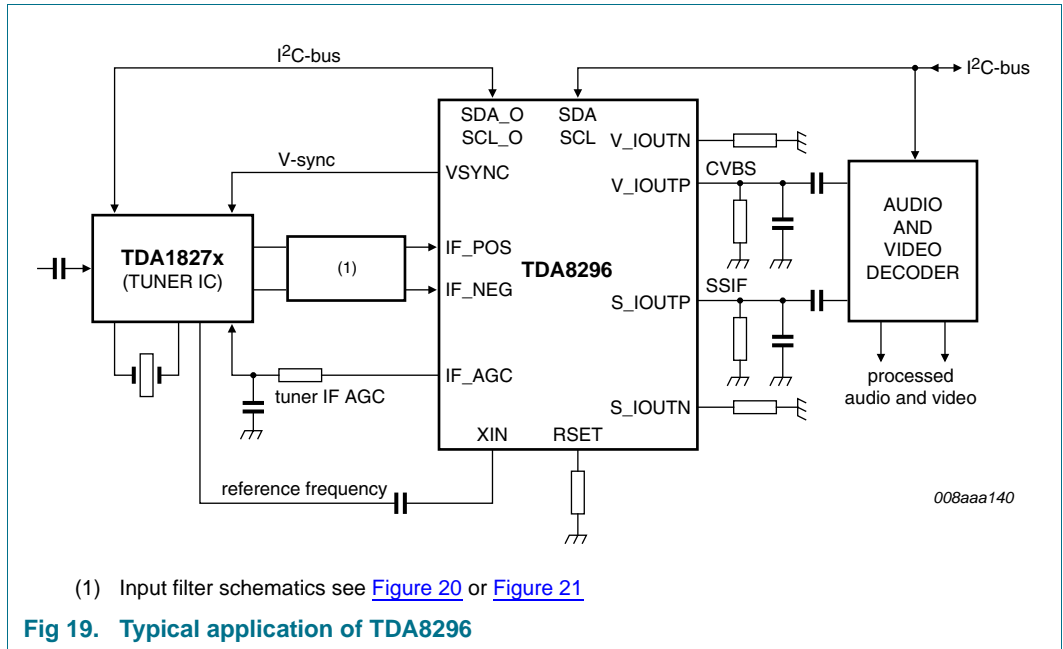 I2C-bus
I2C-bus
SDA_O SDA
SCL_O SCL
V_IOUTN
V-sync
VSYNC
CVBS
V_IOUTP
AUDIO
AND
VIDEO
DECODER
TDA1827x
(TUNER IC)
(1)
IF_POS
IF_NEG
TDA8296
SSIF
S_IOUTP
IF_AGC
tuner IF AGC
processed
audio and video
S_IOUTN
XIN RSET
reference frequency
008aaa140
(1) Input filter schematics see Figure 20 or Figure 21
Fig 19. Typical application of TDA8296